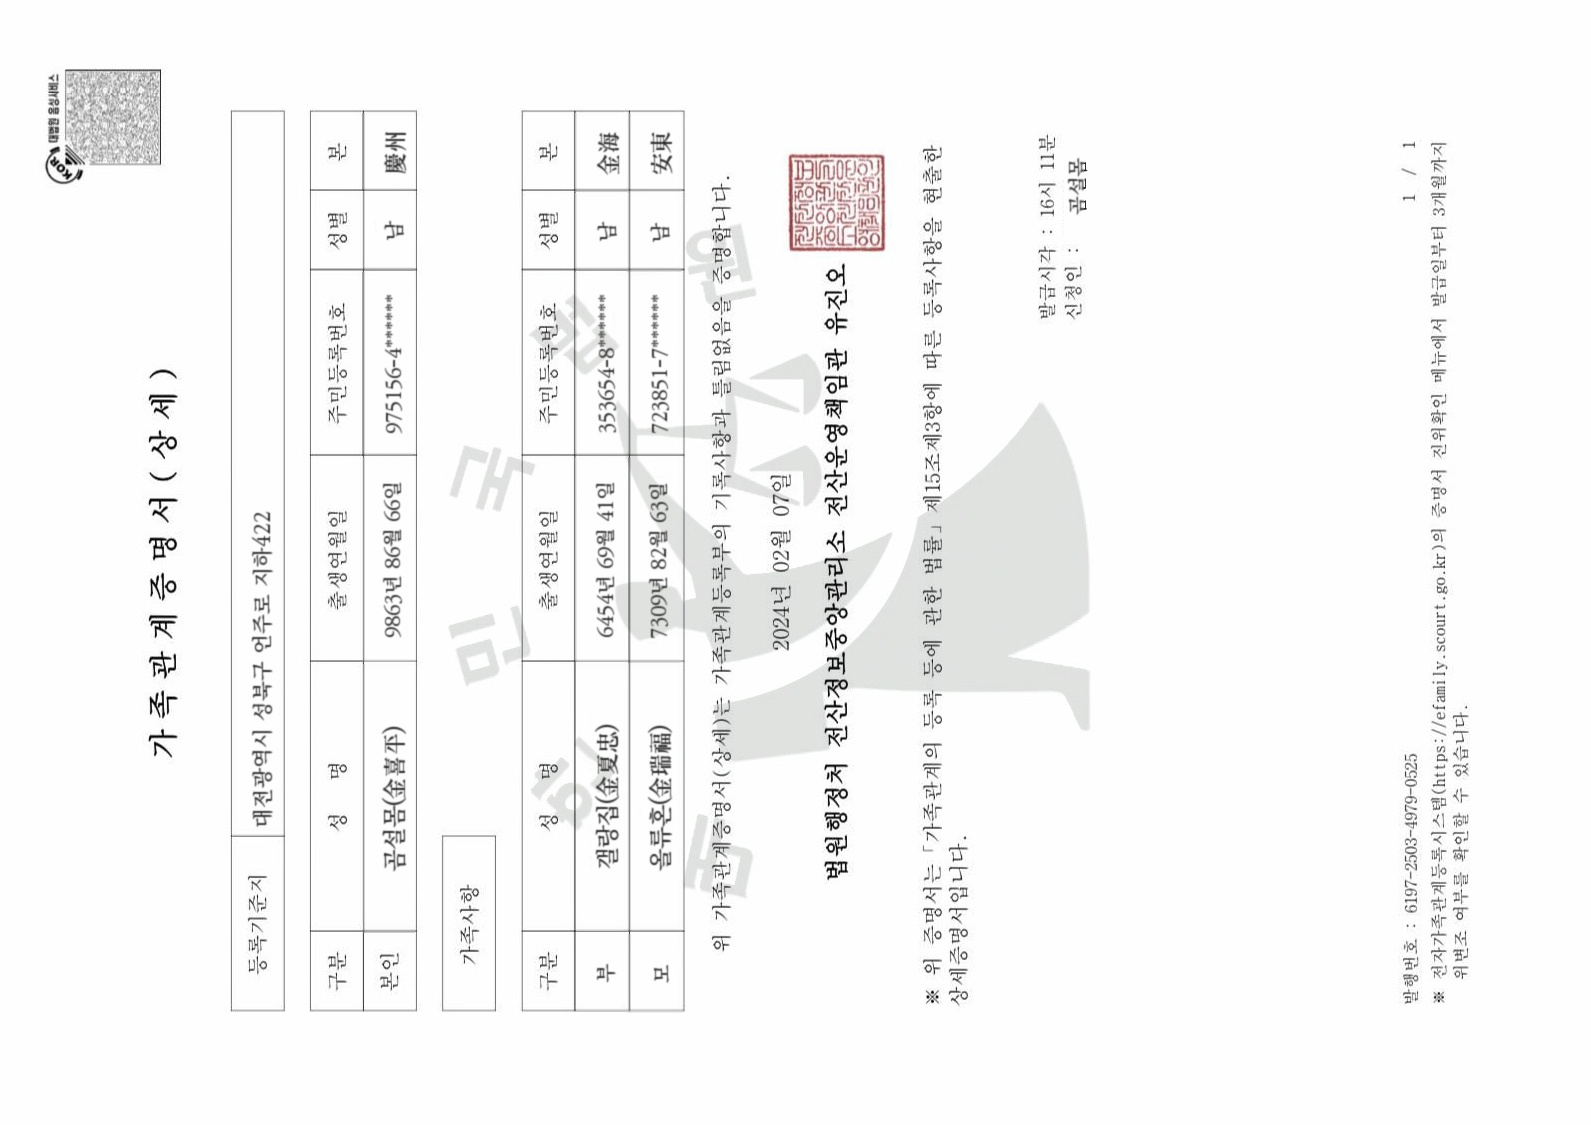 대법원 음성서비스
KOR
가족관계증명서(상세)
등록기준지 대전광역시 성북구 언주로 지하422
구분 성 명 출생연월일 주민등록번호 성별 본
본인 곰설몸(金喜平) 9863년 86월 66일 975156-4****** 남 慶州
가족사항
구분 성 명 출생연월일 주민등록번호 성별 본
부 갤랑집(金夏忠) 6454년 69월 41일 353654-8****** 남 金海
모 올류혼(金瑞福) 7309년 82월 63일 723851-7****** 남 安東
위 가족관계증명서(상세)는 가족관계등록부의 기록사항과 틀림없음을 증명합니다.
2024년 02월 07일
법원행정처 전산정보중앙관리소 전산운영책임관 유진오
※ 위 증명서는 「가족관계의 등록 등에 관한 법률」 제15조제3항에 따른 등록사항을 현출한
상세증명서입니다.
발급시각 : 16시 11분
신청인 : 곰설몸
발행번호 : 6197-2503-4979-0525 1 / 1
※ 전자가족관계등록시스템(https://efamily.scourt.go.kr)의 증명서 진위확인 메뉴에서 발급일부터 3개월까지
위변조 여부를 확인할 수 있습니다.
대한민국법원